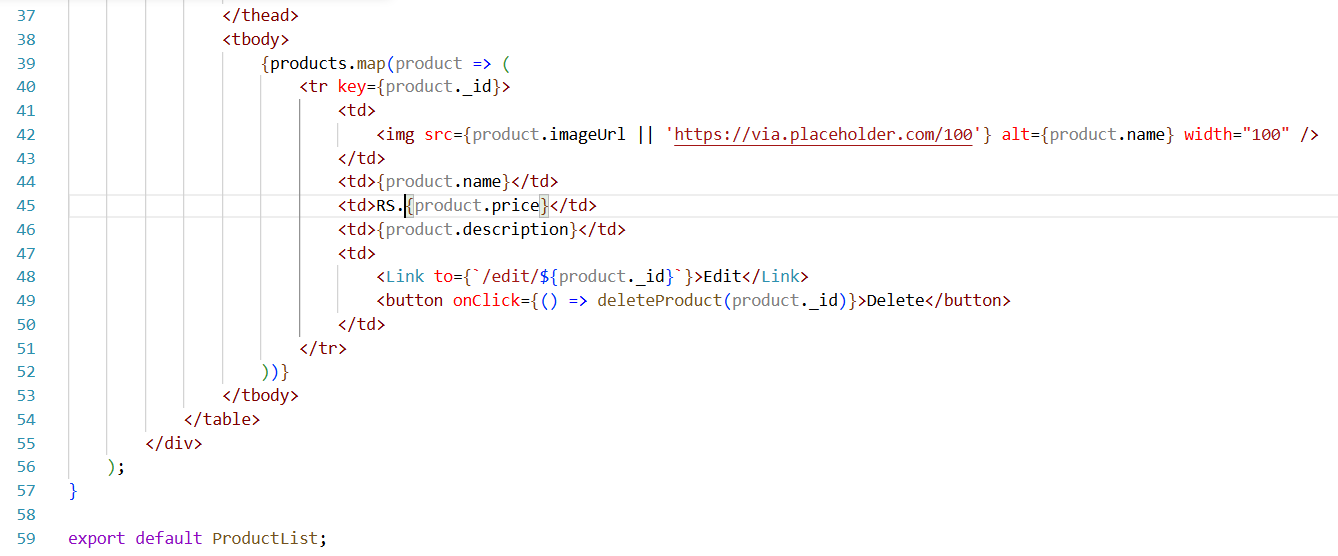 37 </thead>
38 <tbody>
39 {products.map(product => (
40 <tr key={product._id}>
41 <td>
42 <img src={product.imageUrl || 'https://via.placeholder.com/100'} alt={product.name} width="100" />
43 </td>
44 <td>{product.name}</td>
45 <td>RS.{product.price}</td>
46 <td>{product.description}</td>
47 <td>
48 <Link to={`/edit/${product._id}`}>Edit</Link>
49 <button onClick={() => deleteProduct(product._id)}>Delete</button>
50 </td>
51 </tr>
52 ))}
53 </tbody>
54 </table>
55 </div>
56 );
57 }
58
59 export default ProductList;